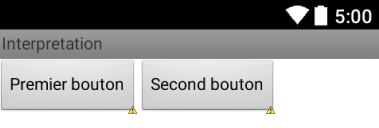 5:00
Interpretation
Premier bouton Second bouton